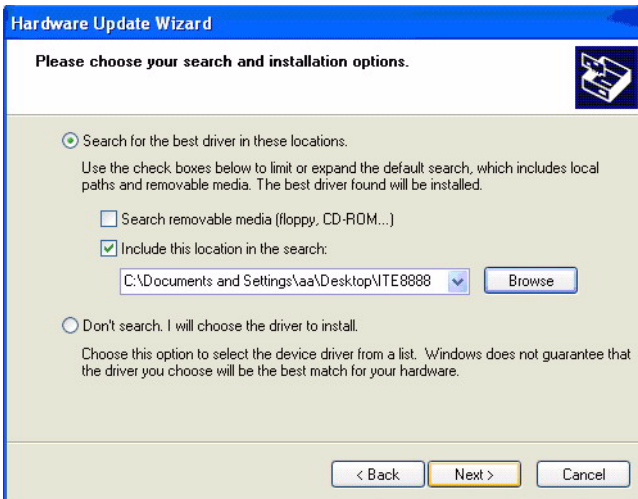 Hardware Update Wizard
Please choose your search and installation options.
Search for the best driver in these locations.
Use the check boxes below to limit or expand the default search, which includes local
paths and removable media. The best driver found will be installed.
Search removable media (floppy, CD-ROM...)
Include this location in the search:
C:\Documents and Settings\aa\Desktop\ITE8888
Browse
Don't search. I will choose the driver to install.
Choose this option to select the device driver from a list.  Windows does not guarantee that
the driver you choose will be the best match for your hardware.
< Back
Next >
Cancel